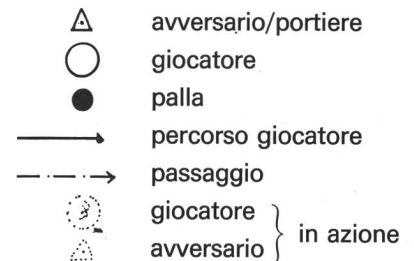 avversario/portiere
giocatore
palla
percorso giocatore
passaggio
giocatore
in azione
avversario